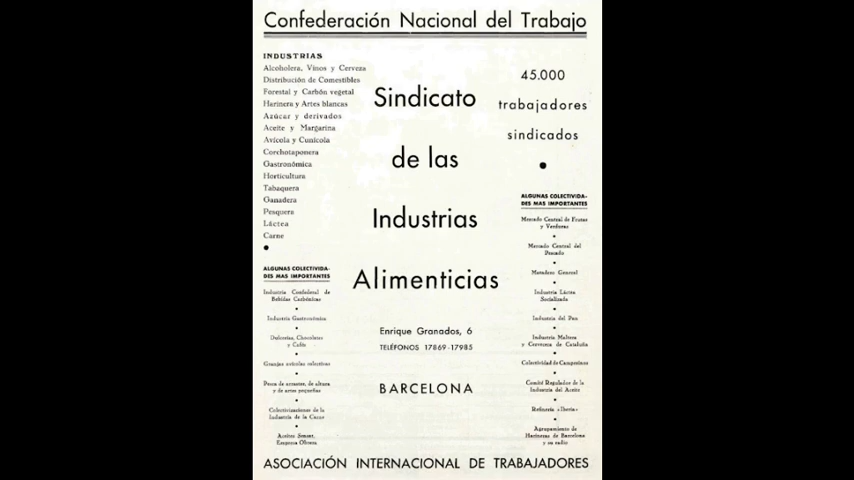 Confederación Nacional del Trabajo
INDUSTRIAS
Alcoholera, Vinos y Cerveza
Distribución de Comestibles
Forestal y Carbón vegetal
Harinera y Artes blancas
Azúcar y derivados
Aceite y Margarina
Avícola y Cunícola
Corchotaponera
Gastronómica
Horticultura
Tabaquera
Ganadera
Pesquera
Láctea
Carne
ALGUNAS COLECTIVIDA-
DES MAS IMPORTANTES
Industria Confederal de
Bebidas Carbónicas
Industria Gastronómica
Dulcerías, Chocolates
y Cafés
Granjas avícolas colectivas
Pesca de arrastre, de altura
y de artes pequeñas
Colectivizaciones de la
Industria de la Carne
Aceites Sensat,
Empresa Obrera
Sindicato
de las
Industrias
Alimenticias
Enrique Granados, 6
TELÉFONOS 17869-17985
BARCELONA
45.000
trabajadores
sindicados
ALGUNAS COLECTIVIDA-
DES MAS IMPORTANTES
Mercado Central de Frutas
y Verduras
Mercado Central del
Pescado
Matadero General
Industria Láctea
Socializada
Industria del Pan
Industria Maltera
y Cervecera de Cataluña
Colectividad de Campesinos
Comité Regulador de la
Industria del Aceite
Refinería «Iberia»
Agrupamiento de
Harineras de Barcelona
y su radio
ASOCIACIÓN INTERNACIONAL DE TRABAJADORES